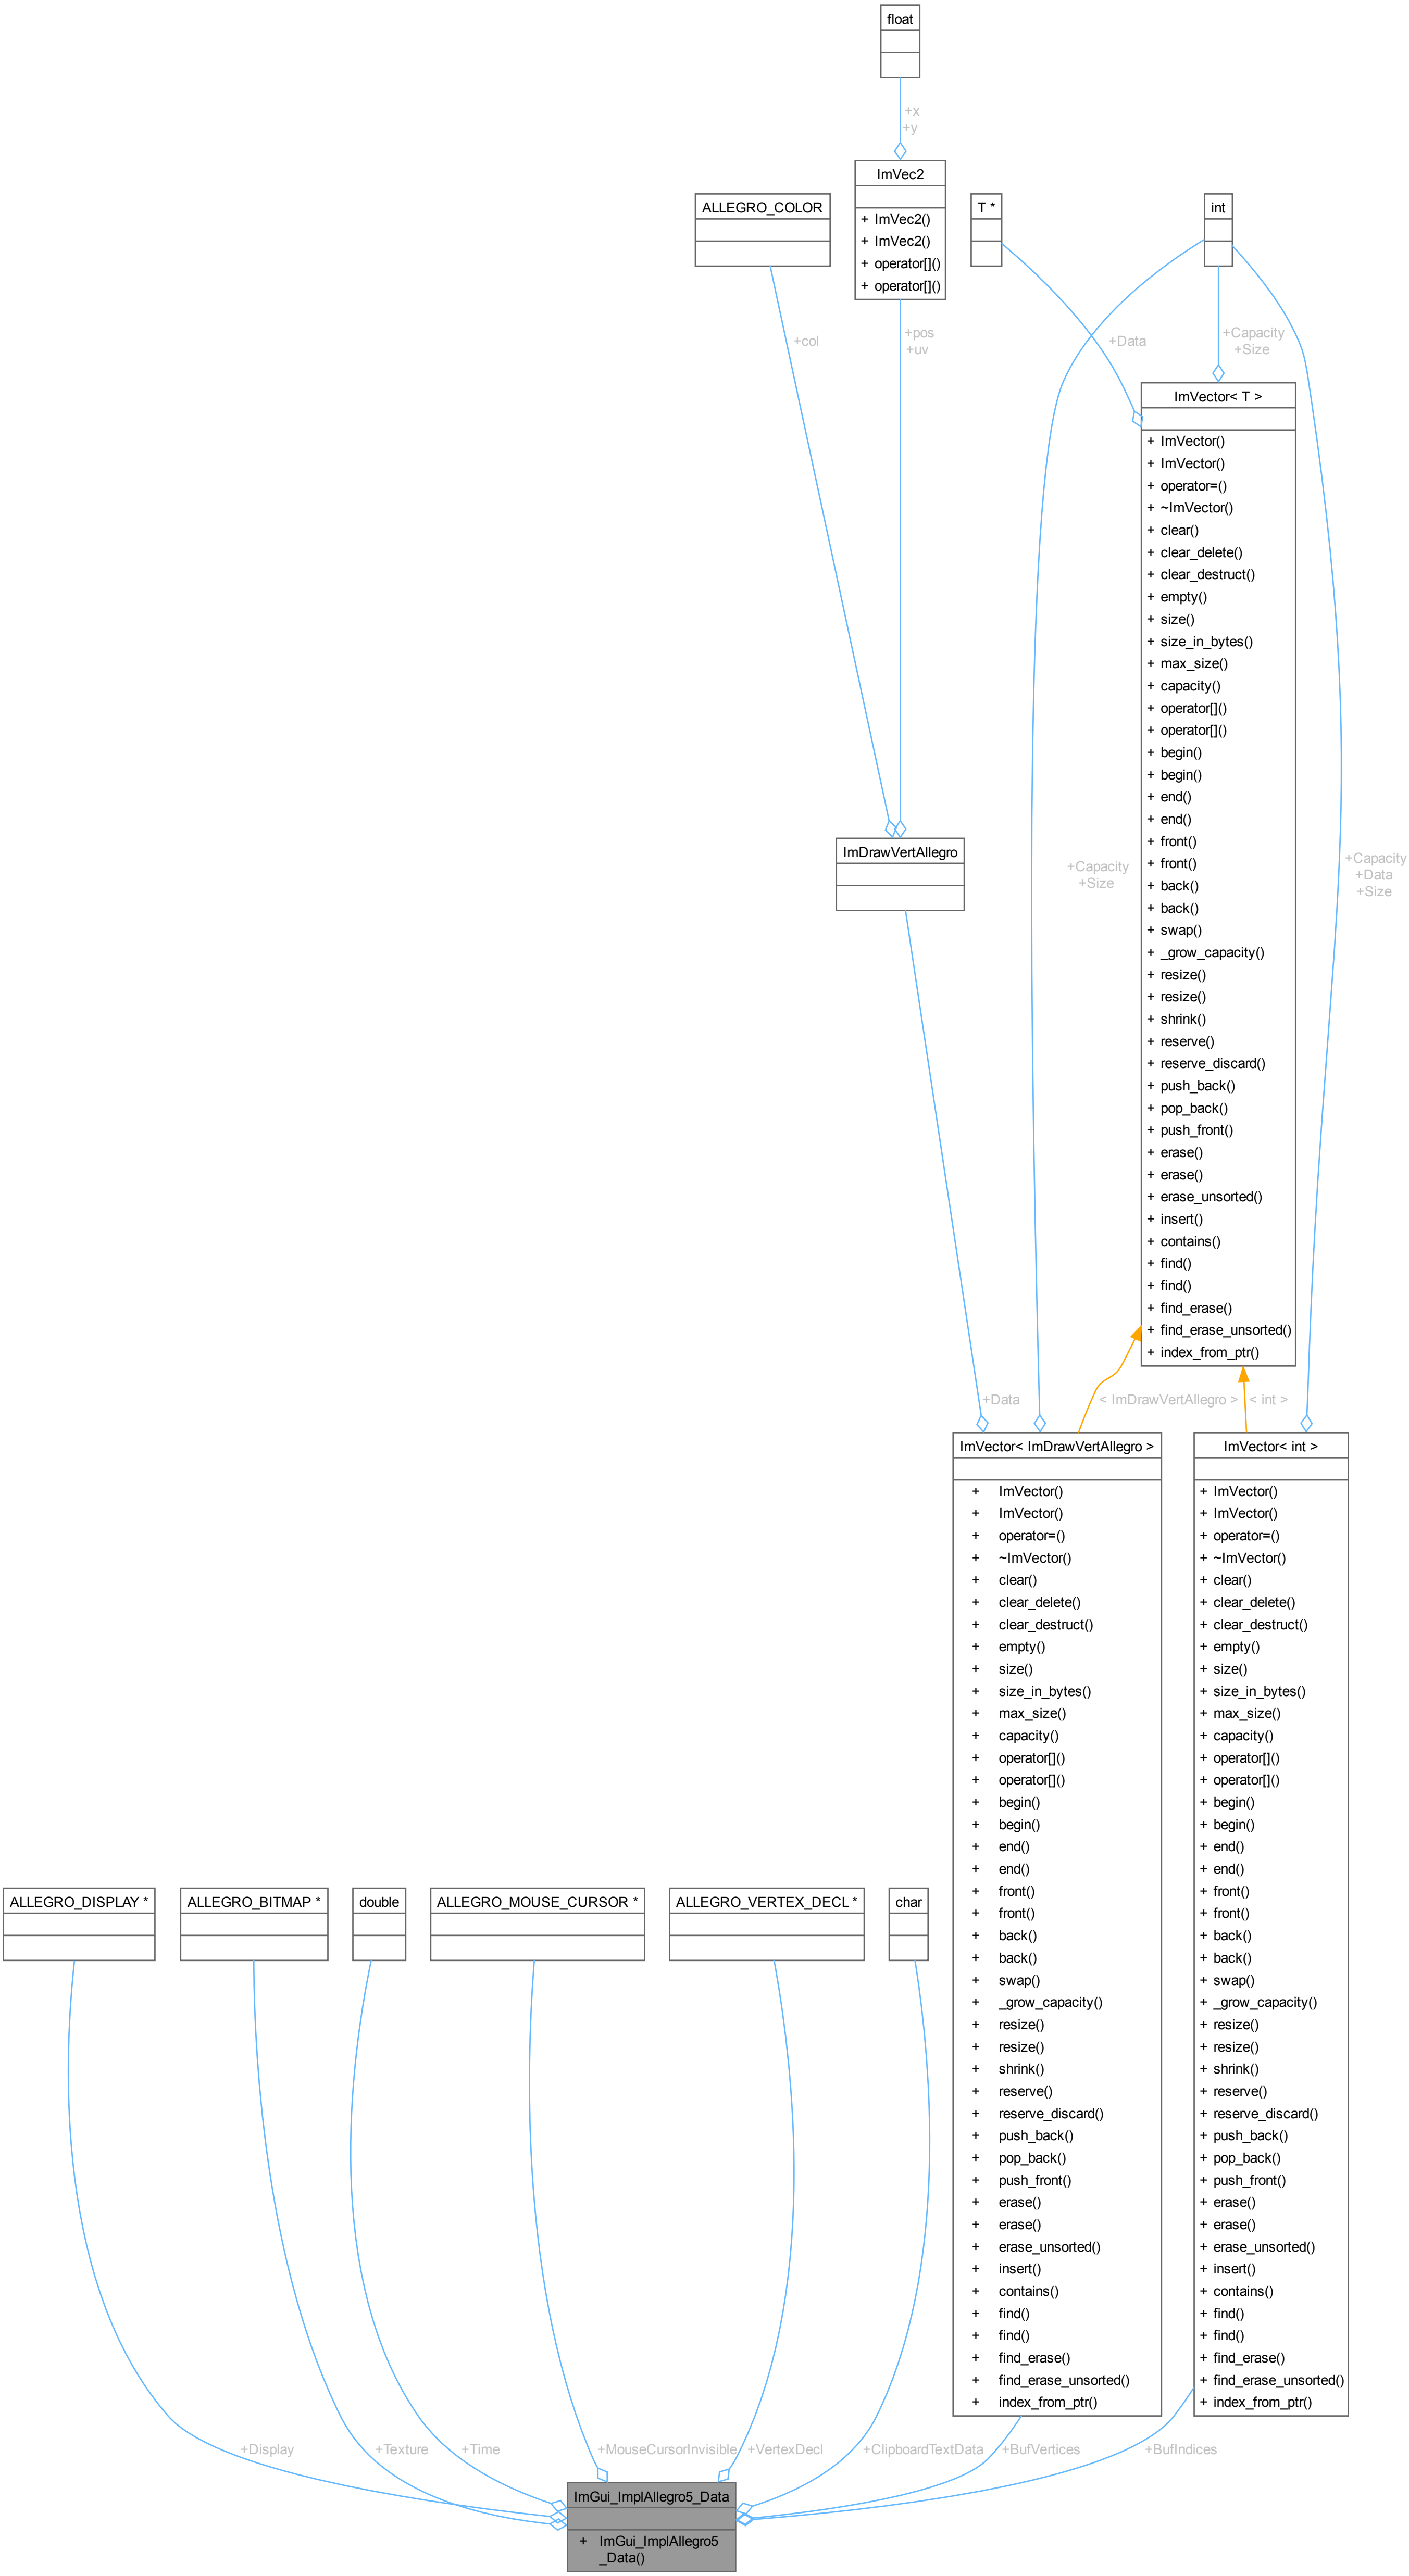 float
+x
+y
ImVec2
+ ImVec2()
+ ImVec2()
+ operator[]()
+ operator[]()
ALLEGRO_COLOR
T *
int
+col
+pos
+uv
+Data
+Capacity
+Size
ImVector< T >
+ ImVector()
+ ImVector()
+ operator=()
+ ~ImVector()
+ clear()
+ clear_delete()
+ clear_destruct()
+ empty()
+ size()
+ size_in_bytes()
+ max_size()
+ capacity()
+ operator[]()
+ operator[]()
+ begin()
+ begin()
+ end()
+ end()
+ front()
+ front()
+ back()
+ back()
+ swap()
+ _grow_capacity()
+ resize()
+ resize()
+ shrink()
+ reserve()
+ reserve_discard()
+ push_back()
+ pop_back()
+ push_front()
+ erase()
+ erase()
+ erase_unsorted()
+ insert()
+ contains()
+ find()
+ find()
+ find_erase()
+ find_erase_unsorted()
+ index_from_ptr()
ImDrawVertAllegro
+Capacity
+Size
+Capacity
+Data
+Size
+Data
< ImDrawVertAllegro >
< int >
ImVector< ImDrawVertAllegro >
+ ImVector()
+ ImVector()
+ operator=()
+ ~ImVector()
+ clear()
+ clear_delete()
+ clear_destruct()
+ empty()
+ size()
+ size_in_bytes()
+ max_size()
+ capacity()
+ operator[]()
+ operator[]()
+ begin()
+ begin()
+ end()
+ end()
+ front()
+ front()
+ back()
+ back()
+ swap()
+ _grow_capacity()
+ resize()
+ resize()
+ shrink()
+ reserve()
+ reserve_discard()
+ push_back()
+ pop_back()
+ push_front()
+ erase()
+ erase()
+ erase_unsorted()
+ insert()
+ contains()
+ find()
+ find()
+ find_erase()
+ find_erase_unsorted()
+ index_from_ptr()
ImVector< int >
+ ImVector()
+ ImVector()
+ operator=()
+ ~ImVector()
+ clear()
+ clear_delete()
+ clear_destruct()
+ empty()
+ size()
+ size_in_bytes()
+ max_size()
+ capacity()
+ operator[]()
+ operator[]()
+ begin()
+ begin()
+ end()
+ end()
+ front()
+ front()
+ back()
+ back()
+ swap()
+ _grow_capacity()
+ resize()
+ resize()
+ shrink()
+ reserve()
+ reserve_discard()
+ push_back()
+ pop_back()
+ push_front()
+ erase()
+ erase()
+ erase_unsorted()
+ insert()
+ contains()
+ find()
+ find()
+ find_erase()
+ find_erase_unsorted()
+ index_from_ptr()
ALLEGRO_DISPLAY *
ALLEGRO_BITMAP *
double
ALLEGRO_MOUSE_CURSOR *
ALLEGRO_VERTEX_DECL *
char
+Display
+Texture
+Time
+MouseCursorInvisible
+VertexDecl
+ClipboardTextData
+BufVertices
+BufIndices
ImGui_ImplAllegro5_Data
+ ImGui_ImplAllegro5
_Data()